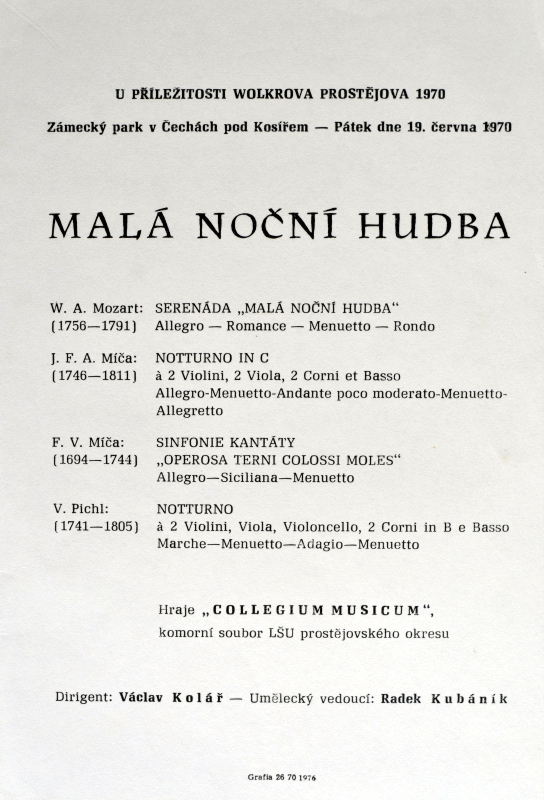 U PŘÍLEŽITOSTI WOLKROVA PROSTĚJOVA 1970
Zámecký park v Čechách pod Kosířem — Pátek dne 19. června 1970
MALÁ NOČNÍ HUDBA
W. A. Mozart: SERENÁDA „MALÁ NOČNÍ HUDBA“
(1756—1791) Allegro — Romance — Menuetto — Rondo
J. F. A. Míča: NOTTURNO IN C
(1746—1811) à 2 Violini, 2 Viola, 2 Corni et Basso
Allegro-Menuetto-Andante poco moderato-Menuetto-
Allegretto
F. V. Míča: SINFONIE KANTÁTY
(1694—1744) „OPEROSA TERNI COLOSSI MOLES“
Allegro—Siciliana—Menuetto
V. Pichl: NOTTURNO
(1741—1805) à 2 Violini, Viola, Violoncello, 2 Corni in B e Basso
Marche—Menuetto—Adagio—Menuetto
Hraje „COLLEGIUM MUSICUM“,
komorní soubor LŠU prostějovského okresu
Dirigent: Václav Kolář — Umělecký vedoucí: Radek Kubáník
Grafia 26 70 1976